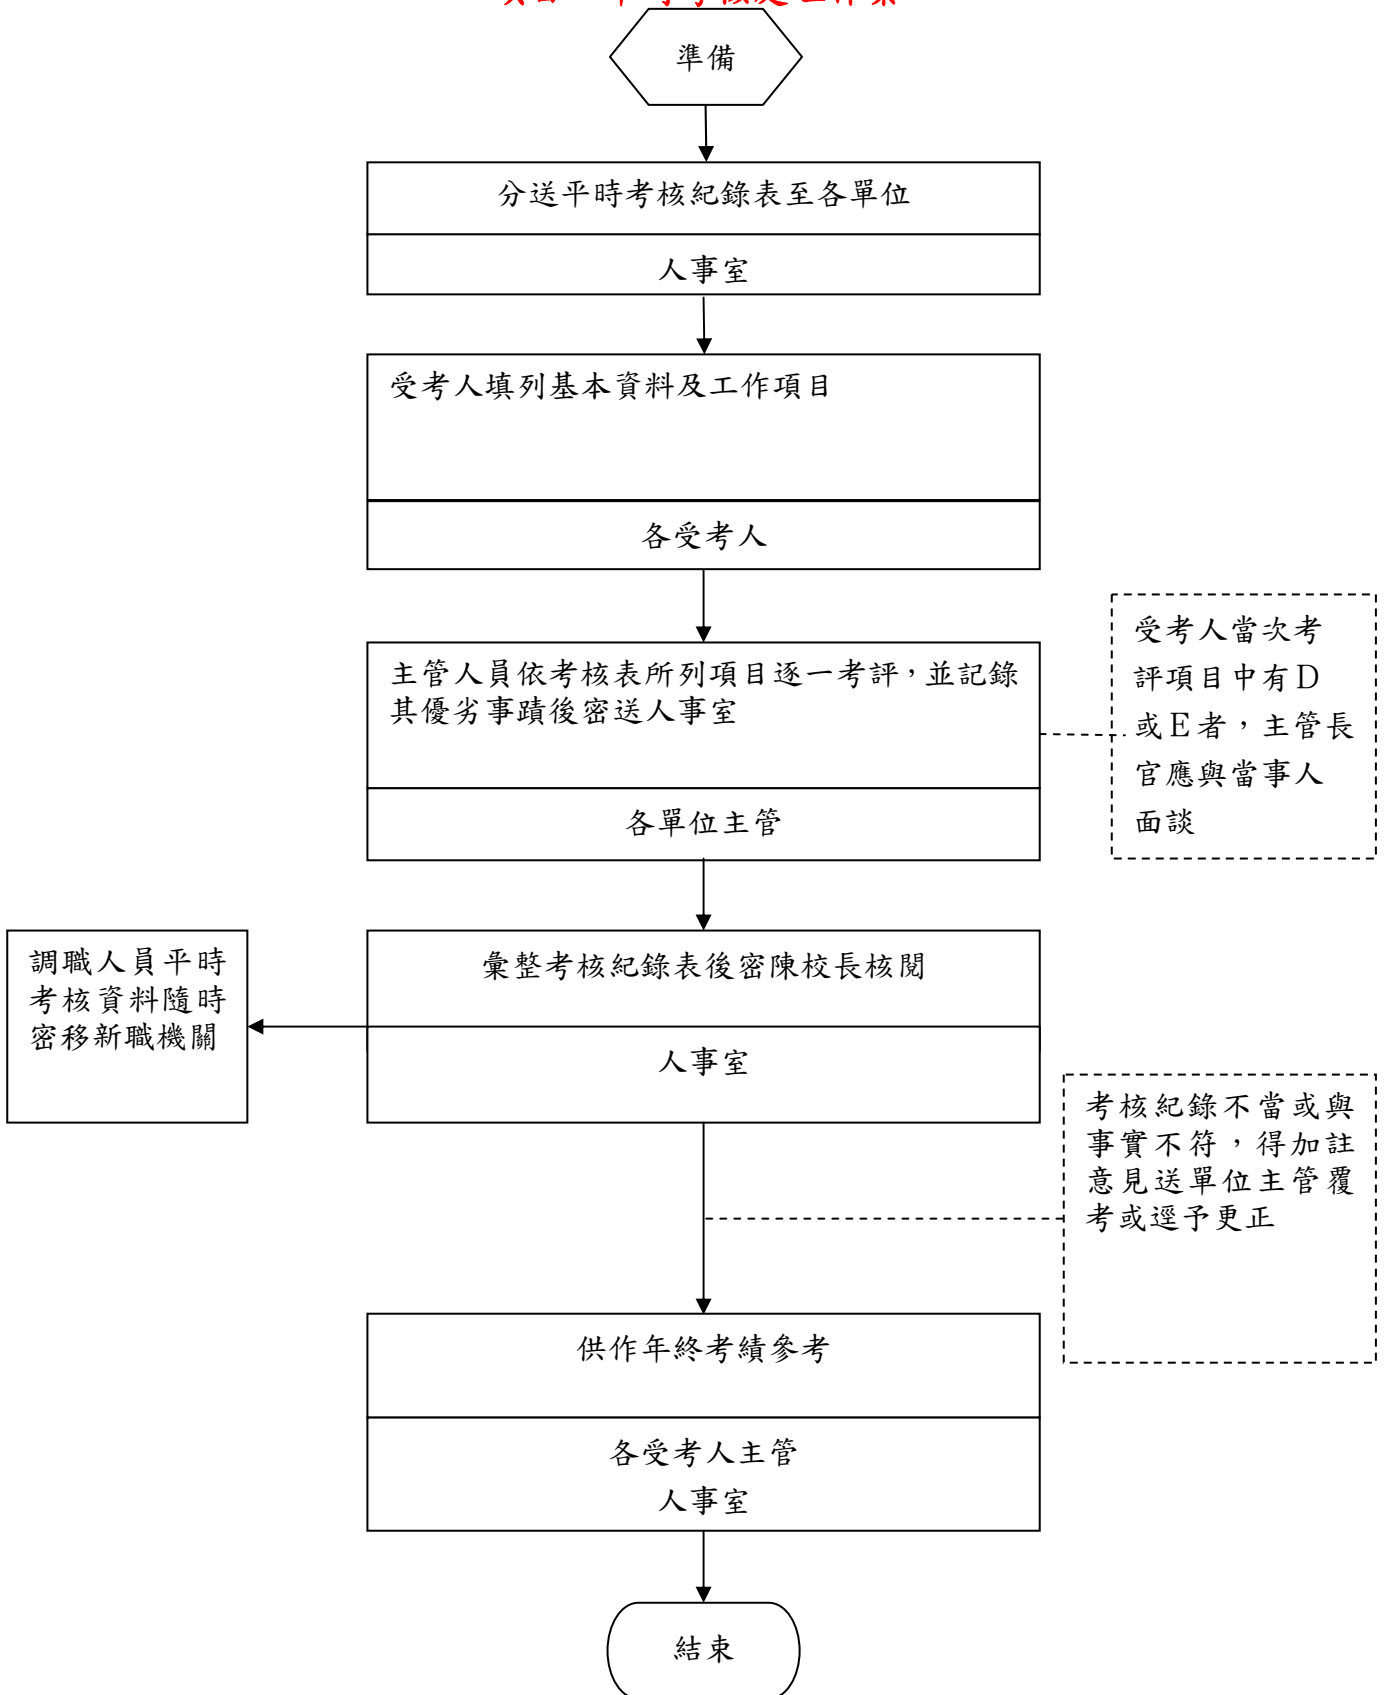 準備
分送平時考核紀錄表至各單位
人事室
受考人填列基本資料及工作項目
各受考人
主管人員依考核表所列項目逐一考評，並記錄
其優劣事蹟後密送人事室
各單位主管
受考人當次考
評項目中有D
或E者，主管長
官應與當事人
面談
彙整考核紀錄表後密陳校長核閱
人事室
調職人員平時
考核資料隨時
密移新職機關
考核紀錄不當或與
事實不符，得加註
意見送單位主管覆
考或逕予更正
供作年終考績參考
各受考人主管
人事室
結束